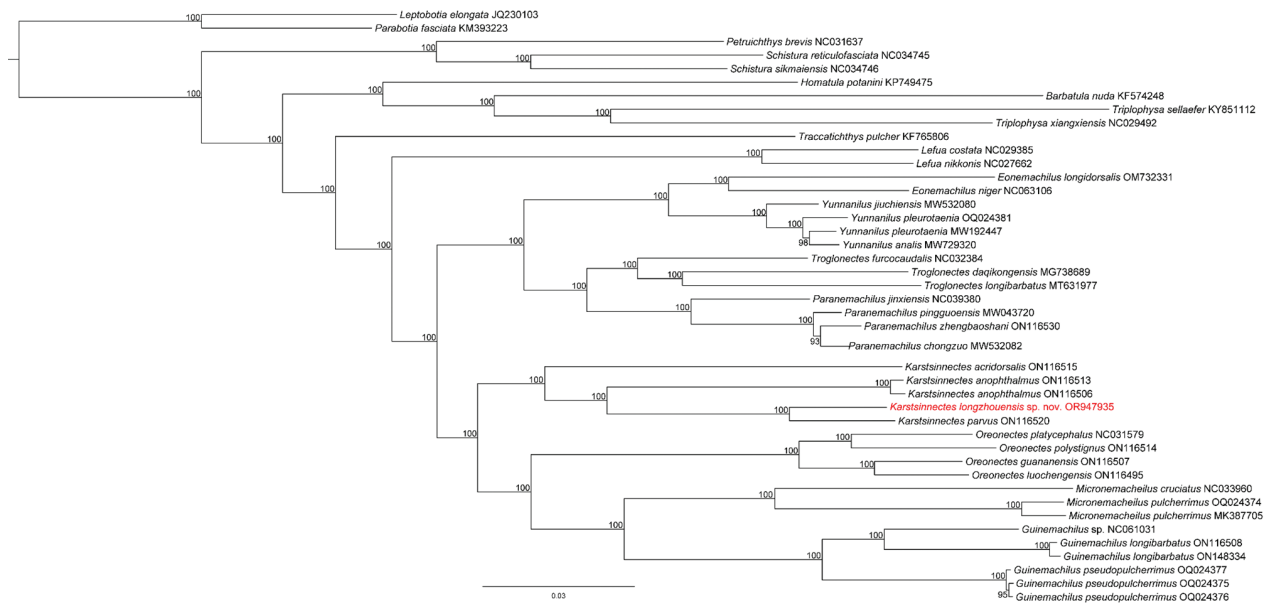 100 Leptobotia elongata JQ230103
Parabotia fasciata KM393223
100 100 Petruichthys brevis NC031637
100 Schistura reticulofasciata NC034745
Schistura sikmaiensis NC034746
100 Homatula potanini KP749475
100 Barbatula nuda KF574248
100 Triplophysa sellaefer KY851112
Triplophysa xiangxiensis NC029492
100
Traccatichthys pulcher KF765806
100 Lefua costata NC029385
Lefua nikkonis NC027662
100
100 Eonemachilus longidorsalis OM732331
100 Eonemachilus niger NC063106
100 Yunnanilus jiuchiensis MW532080
100 Yunnanilus pleurotaenia OQ024381
Yunnanilus pleurotaenia MW192447
98 Yunnanilus analis MW729320
100
100
100 Troglonectes furcocaudalis NC032384
100 Troglonectes daqikongensis MG738689
Troglonectes longibarbatus MT631977
100
100 Paranemachilus jinxiensis NC039380
100 Paranemachilus pingguoensis MW043720
Paranemachilus zhengbaoshani ON116530
93 Paranemachilus chongzuo MW532082
100
100 Karstsinnectes acridorsalis ON116515
100 Karstsinnectes anophthalmus ON116513
100 Karstsinnectes anophthalmus ON116506
Karstsinnectes longzhouensis sp. nov. OR947935
100 Karstsinnectes parvus ON116520
100
100 Oreonectes platycephalus NC031579
100 Oreonectes polystignus ON116514
100 Oreonectes guananensis ON116507
Oreonectes luochengensis ON116495
100
100 Micronemacheilus cruciatus NC033960
100 Micronemacheilus pulcherrimus OQ024374
Micronemacheilus pulcherrimus MK387705
100
100 Guinemachilus sp. NC061031
100 Guinemachilus longibarbatus ON116508
Guinemachilus longibarbatus ON148334
100
100 Guinemachilus pseudopulcherrimus OQ024377
Guinemachilus pseudopulcherrimus OQ024375
95 Guinemachilus pseudopulcherrimus OQ024376
0.03